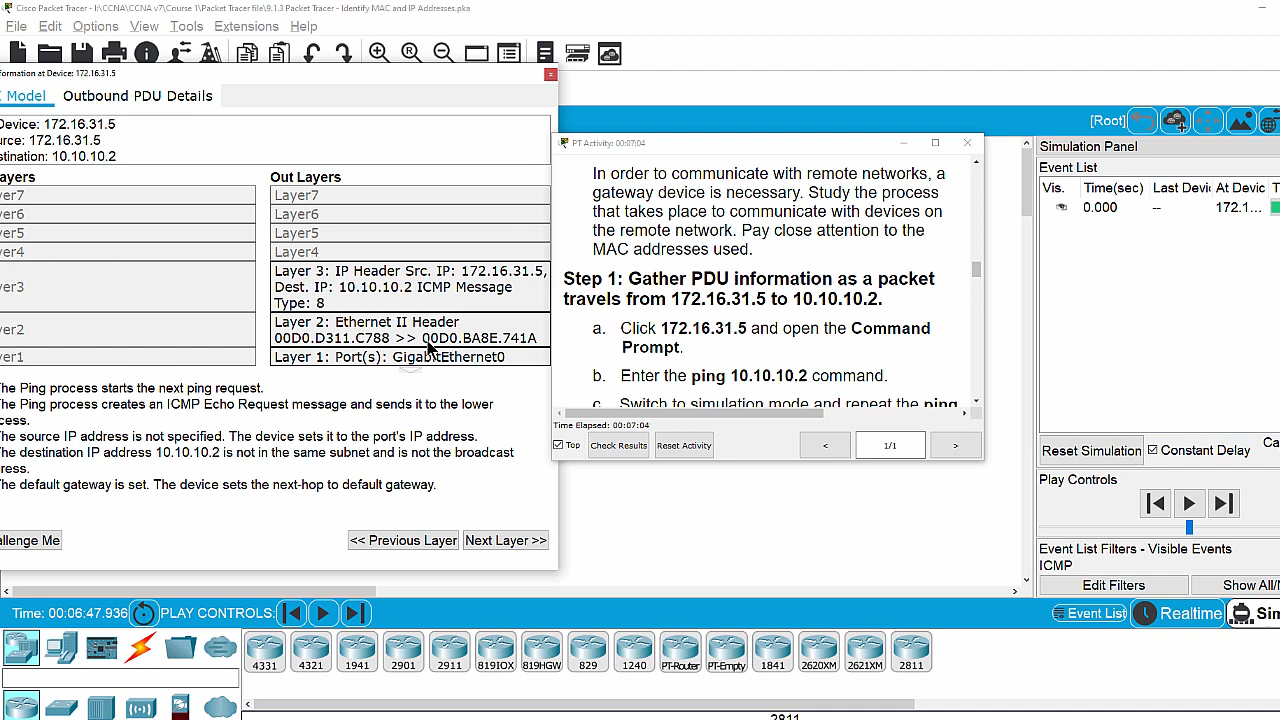 Cisco Packet Tracer - I:\CCNA\CCNA v7\Course 1\Packet Tracer file\9.1.3 Packet Tracer - Identify MAC and IP Addresses.pka
File Edit Options View Tools Extensions Help
nformation at Device: 172.16.31.5
Model Outbound PDU Details
Device: 172.16.31.5
urce: 172.16.31.5
stination: 10.10.10.2
ayers
Out Layers
yer7
Layer7
yer6
Layer6
yer5
Layer5
yer4
Layer4
yer3
Layer 3: IP Header Src. IP: 172.16.31.5,
Dest. IP: 10.10.10.2 ICMP Message
Type: 8
yer2
Layer 2: Ethernet II Header
00D0.D311.C788 >> 00D0.BA8E.741A
yer1
Layer 1: Port(s): GigabitEthernet0
he Ping process starts the next ping request.
he Ping process creates an ICMP Echo Request message and sends it to the lower
cess.
he source IP address is not specified. The device sets it to the port's IP address.
he destination IP address 10.10.10.2 is not in the same subnet and is not the broadcast
ress.
he default gateway is set. The device sets the next-hop to default gateway.
allenge Me
<< Previous Layer
Next Layer >>
PT Activity: 00:07:04
In order to communicate with remote networks, a
gateway device is necessary. Study the process
that takes place to communicate with devices on
the remote network. Pay close attention to the
MAC addresses used.
Step 1: Gather PDU information as a packet
travels from 172.16.31.5 to 10.10.10.2.
a. Click 172.16.31.5 and open the Command
Prompt.
b. Enter the ping 10.10.10.2 command.
c. Switch to simulation mode and repeat the ping
Time Elapsed: 00:07:04
Top
Check Results
Reset Activity
<
1/1
>
[Root]
Simulation Panel
Event List
Vis. Time(sec) Last Devic At Devic T
0.000 -- 172.1...
Reset Simulation
Constant Delay
Ca
Play Controls
Event List Filters - Visible Events
ICMP
Edit Filters
Show All/N
Time: 00:06:47.936
PLAY CONTROLS:
Event List
Realtime
Sim
4331 4321 1941 2901 2911 819IOX 819HGW 829 1240 PT-Router PT-Empty 1841 2620XM 2621XM 2811
2811